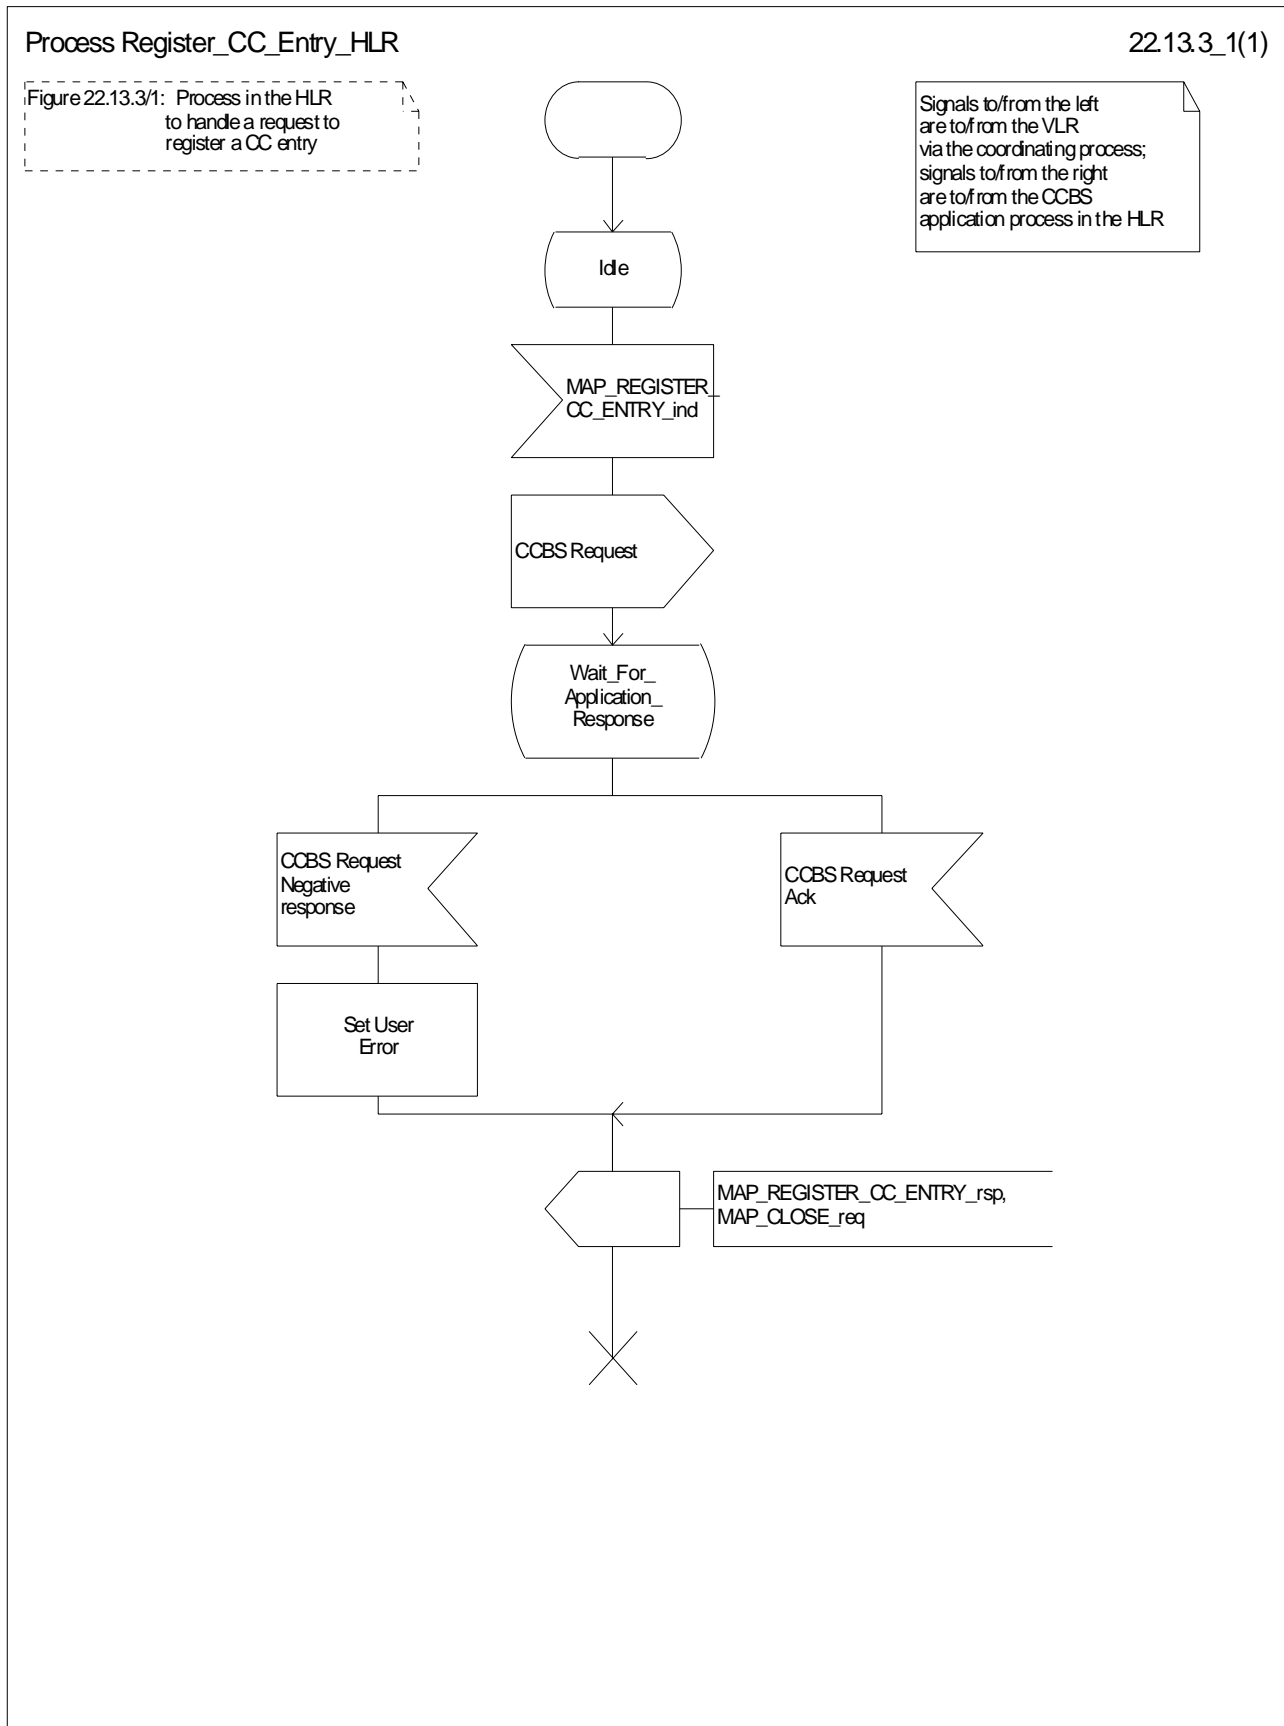 Process Register_CC_Entry_HLR
22.13.3_1(1)
Figure 22.13.3/1: Process in the HLR
to handle a request to
register a CC entry
Signals to/from the left
are to/from the VLR
via the coordinating process;
signals to/from the right
are to/from the CCBS
application process in the HLR
Idle
MAP_REGISTER_
CC_ENTRY_ind
CCBS Request
Wait_For_
Application_
Response
CCBS Request
Negative
response
CCBS Request
Ack
Set User
Error
MAP_REGISTER_CC_ENTRY_rsp,
MAP_CLOSE_req